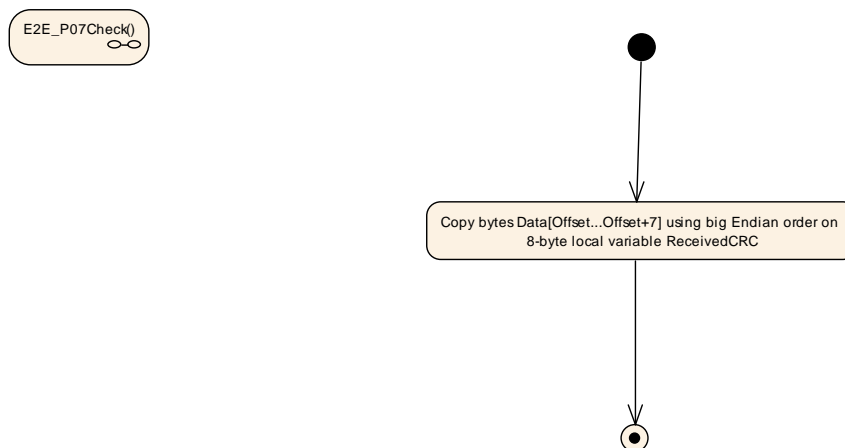 E2E_P07Check()
Copy bytes Data[Offset...Offset+7] using big Endian order on
8-byte local variable ReceivedCRC